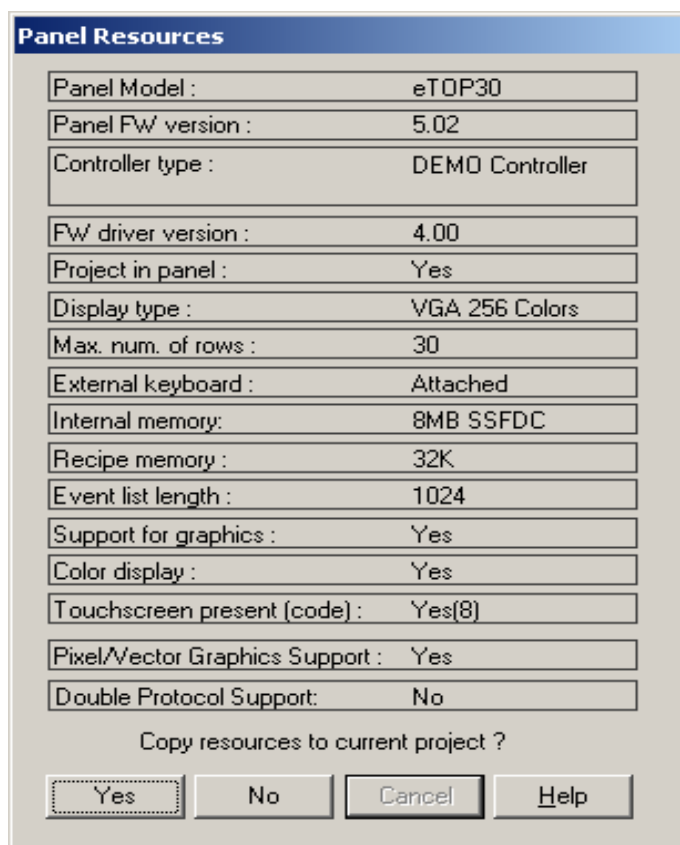 Panel Resources
Panel Model : eTOP30
Panel FW version : 5.02
Controller type : DEMO Controller
FW driver version : 4.00
Project in panel : Yes
Display type : VGA 256 Colors
Max. num. of rows : 30
External keyboard : Attached
Internal memory: 8MB SSFDC
Recipe memory : 32K
Event list length : 1024
Support for graphics : Yes
Color display : Yes
Touchscreen present (code) : Yes(8)
Pixel/Vector Graphics Support : Yes
Double Protocol Support: No
Copy resources to current project ?
Yes No Cancel Help